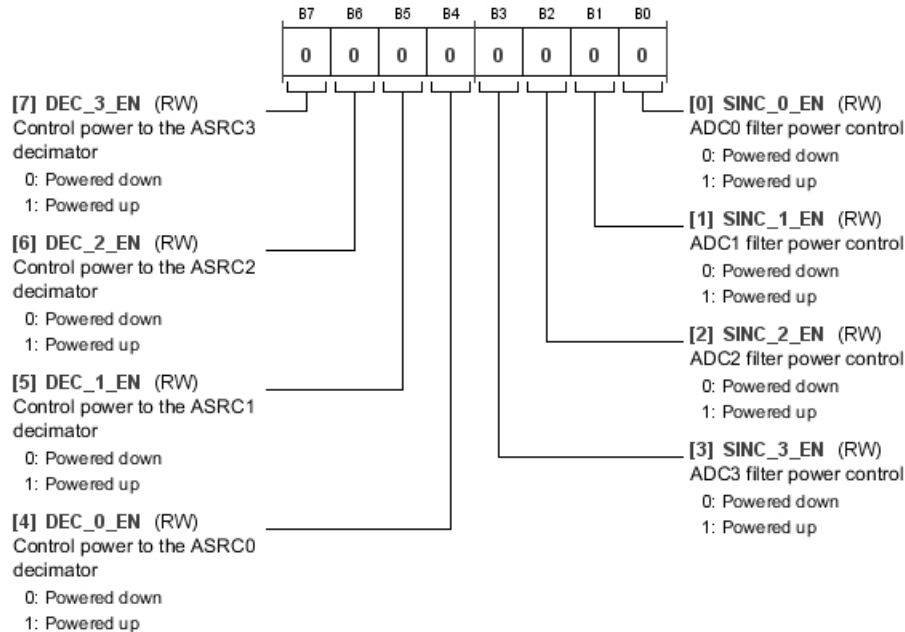 B7 B6 B5 B4 B3 B2 B1 B0
0 0 0 0 0 0 0 0
[7] DEC_3_EN (RW)
Control power to the ASRC3
decimator
0: Powered down
1: Powered up
[6] DEC_2_EN (RW)
Control power to the ASRC2
decimator
0: Powered down
1: Powered up
[5] DEC_1_EN (RW)
Control power to the ASRC1
decimator
0: Powered down
1: Powered up
[4] DEC_0_EN (RW)
Control power to the ASRC0
decimator
0: Powered down
1: Powered up
[0] SINC_0_EN (RW)
ADC0 filter power control
0: Powered down
1: Powered up
[1] SINC_1_EN (RW)
ADC1 filter power control
0: Powered down
1: Powered up
[2] SINC_2_EN (RW)
ADC2 filter power control
0: Powered down
1: Powered up
[3] SINC_3_EN (RW)
ADC3 filter power control
0: Powered down
1: Powered up